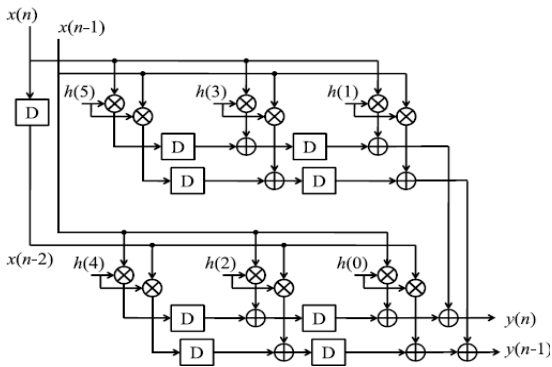 x(n)
x(n-1)
h(5)
h(3)
h(1)
D
D
D
D
D
x(n-2)
h(4)
h(2)
h(0)
D
D
y(n)
D
D
y(n-1)